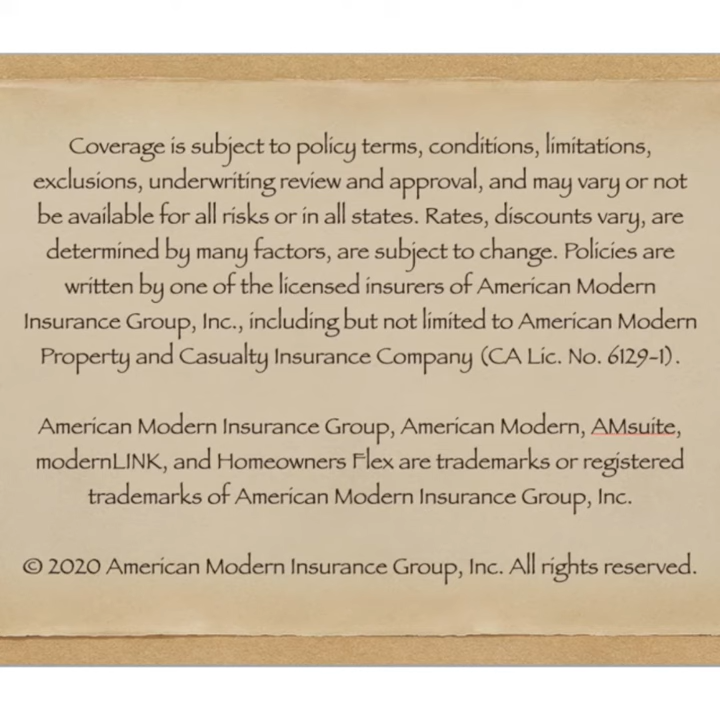 Coverage is subject to policy terms, conditions, limitations,
exclusions, underwriting review and approval, and may vary or not
be available for all risks or in all states. Rates, discounts vary, are
determined by many factors, are subject to change. Policies are
written by one of the licensed insurers of American Modern
Insurance Group, Inc., including but not limited to American Modern
Property and Casualty Insurance Company (CA Lic. No. 6129-1).
American Modern Insurance Group, American Modern, AMsuite,
modernLINK, and Homeowners Flex are trademarks or registered
trademarks of American Modern Insurance Group, Inc.
© 2020 American Modern Insurance Group, Inc. All rights reserved.